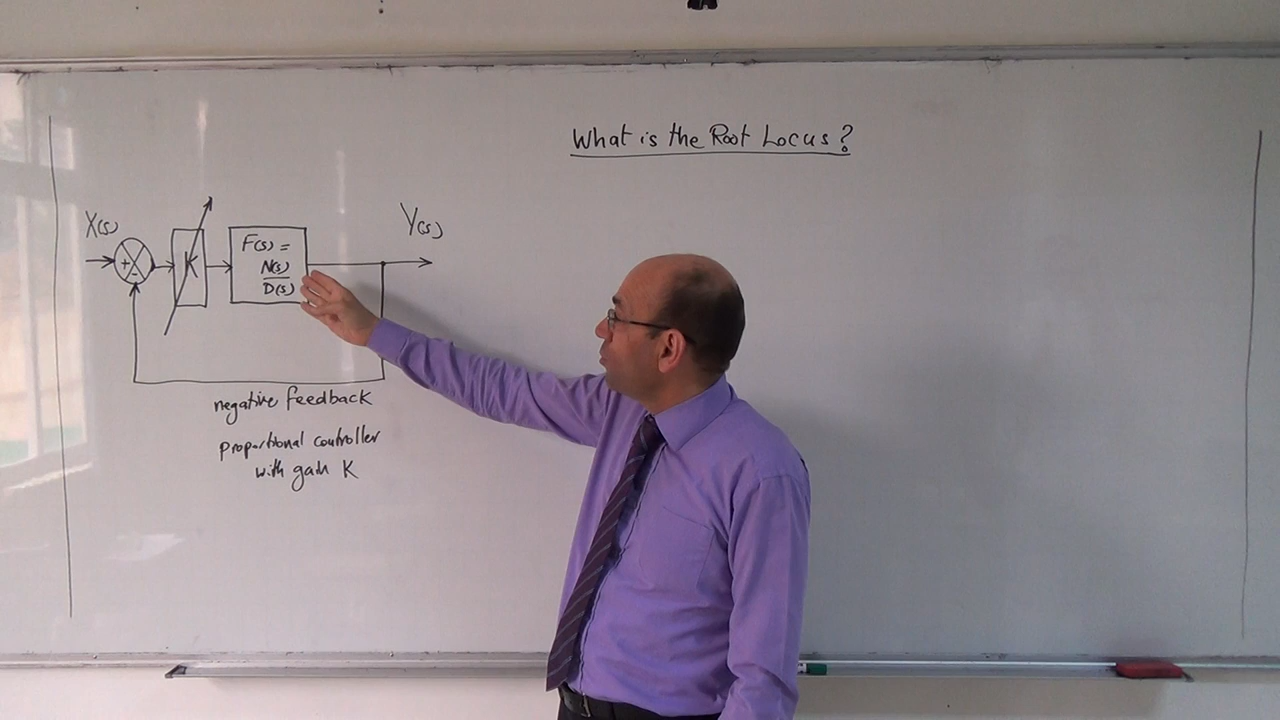 What is the Root Locus?
X(s)
+
-
K
F(s) =
N(s)
D(s)
Y(s)
negative feedback
proportional controller
with gain K